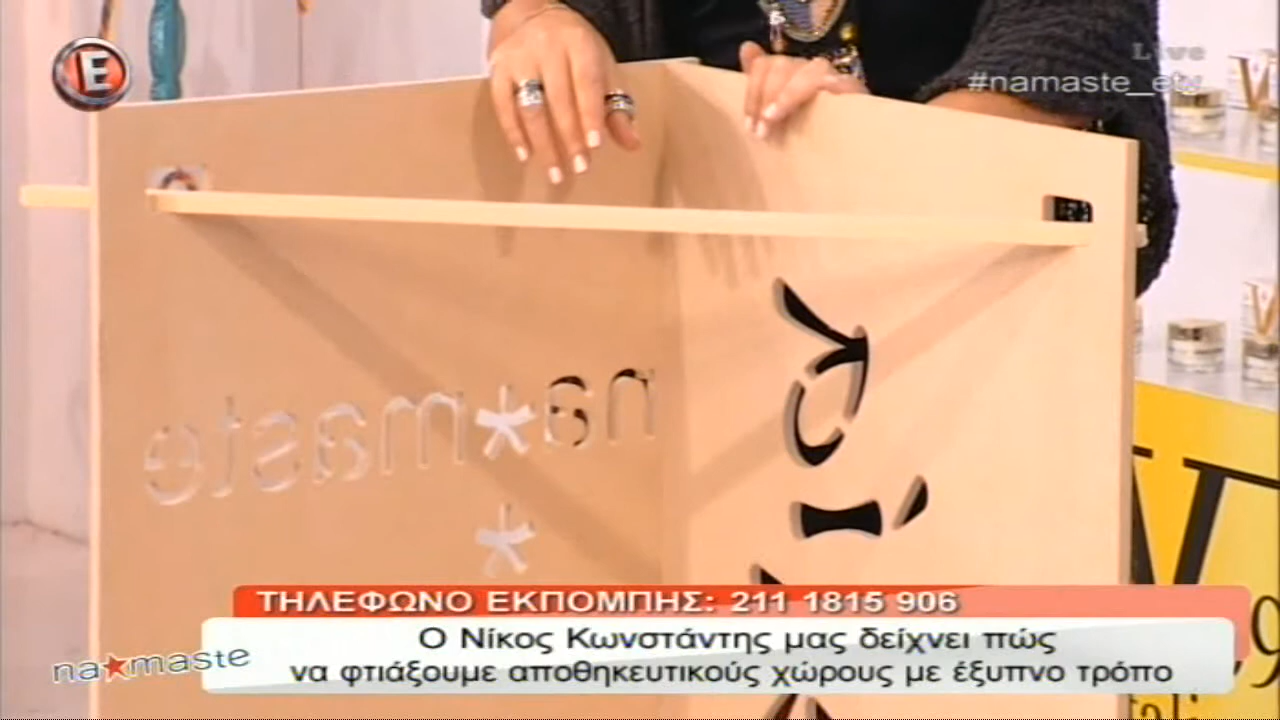 E
Live
#namaste_etv
na*maste
ΤΗΛΕΦΩΝΟ ΕΚΠΟΜΠΗΣ: 211 1815 906
Ο Νίκος Κωνστάντης μας δείχνει πώς
να φτιάξουμε αποθηκευτικούς χώρους με έξυπνο τρόπο
na★maste